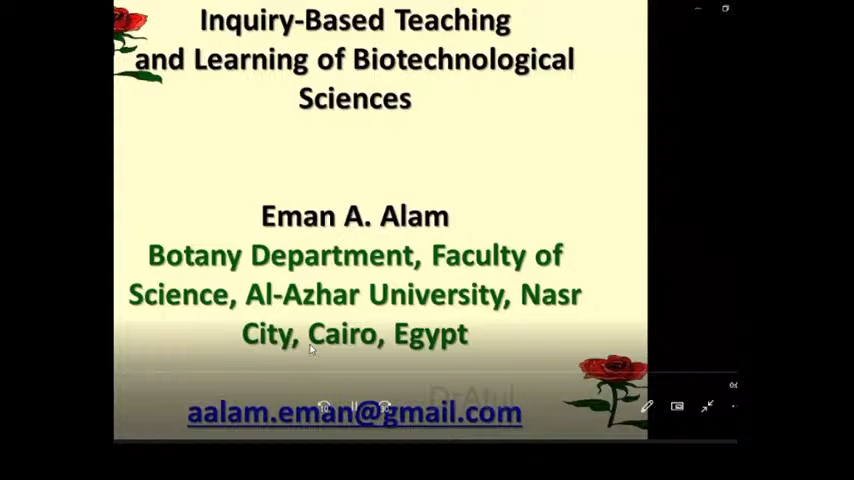 Inquiry-Based Teaching
and Learning of Biotechnological
Sciences
Eman A. Alam
Botany Department, Faculty of
Science, Al-Azhar University, Nasr
City, Cairo, Egypt
DrAtul
aalam.eman@gmail.com